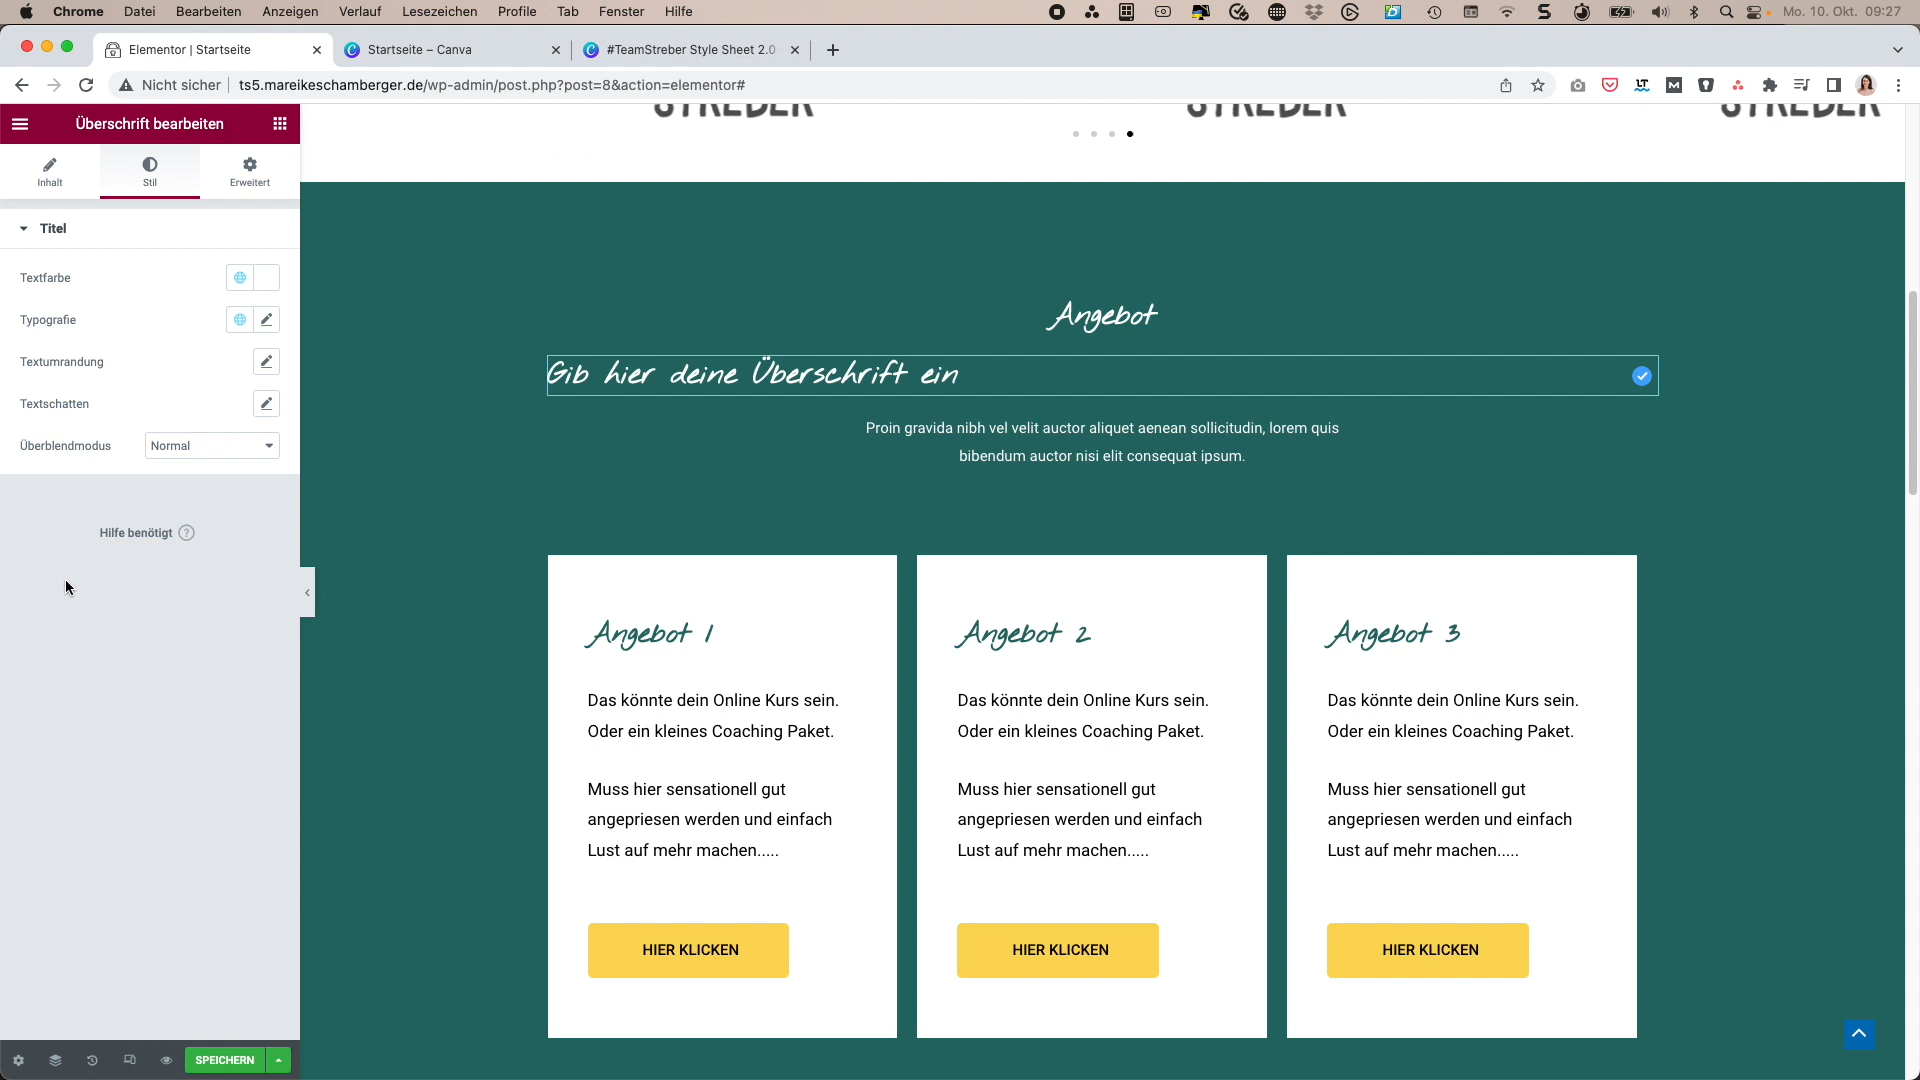 Chrome Datei Bearbeiten Anzeigen Verlauf Lesezeichen Profile Tab Fenster Hilfe Mo. 10. Okt. 09:27
Elementor | Startseite Startseite – Canva #TeamStreber Style Sheet 2.0
Nicht sicher ts5.mareikeschamberger.de/wp-admin/post.php?post=8&action=elementor#
Überschrift bearbeiten
STREBER STREBER STREBER
Inhalt Stil Erweitert
Titel
Textfarbe
Typografie
Textumrandung
Textschatten
Überblendmodus Normal
Hilfe benötigt ?
Angebot
Gib hier deine Überschrift ein
Proin gravida nibh vel velit auctor aliquet aenean sollicitudin, lorem quis
bibendum auctor nisi elit consequat ipsum.
Angebot 1
Das könnte dein Online Kurs sein.
Oder ein kleines Coaching Paket.
Muss hier sensationell gut
angepriesen werden und einfach
Lust auf mehr machen.....
HIER KLICKEN
Angebot 2
Das könnte dein Online Kurs sein.
Oder ein kleines Coaching Paket.
Muss hier sensationell gut
angepriesen werden und einfach
Lust auf mehr machen.....
HIER KLICKEN
Angebot 3
Das könnte dein Online Kurs sein.
Oder ein kleines Coaching Paket.
Muss hier sensationell gut
angepriesen werden und einfach
Lust auf mehr machen.....
HIER KLICKEN
SPEICHERN